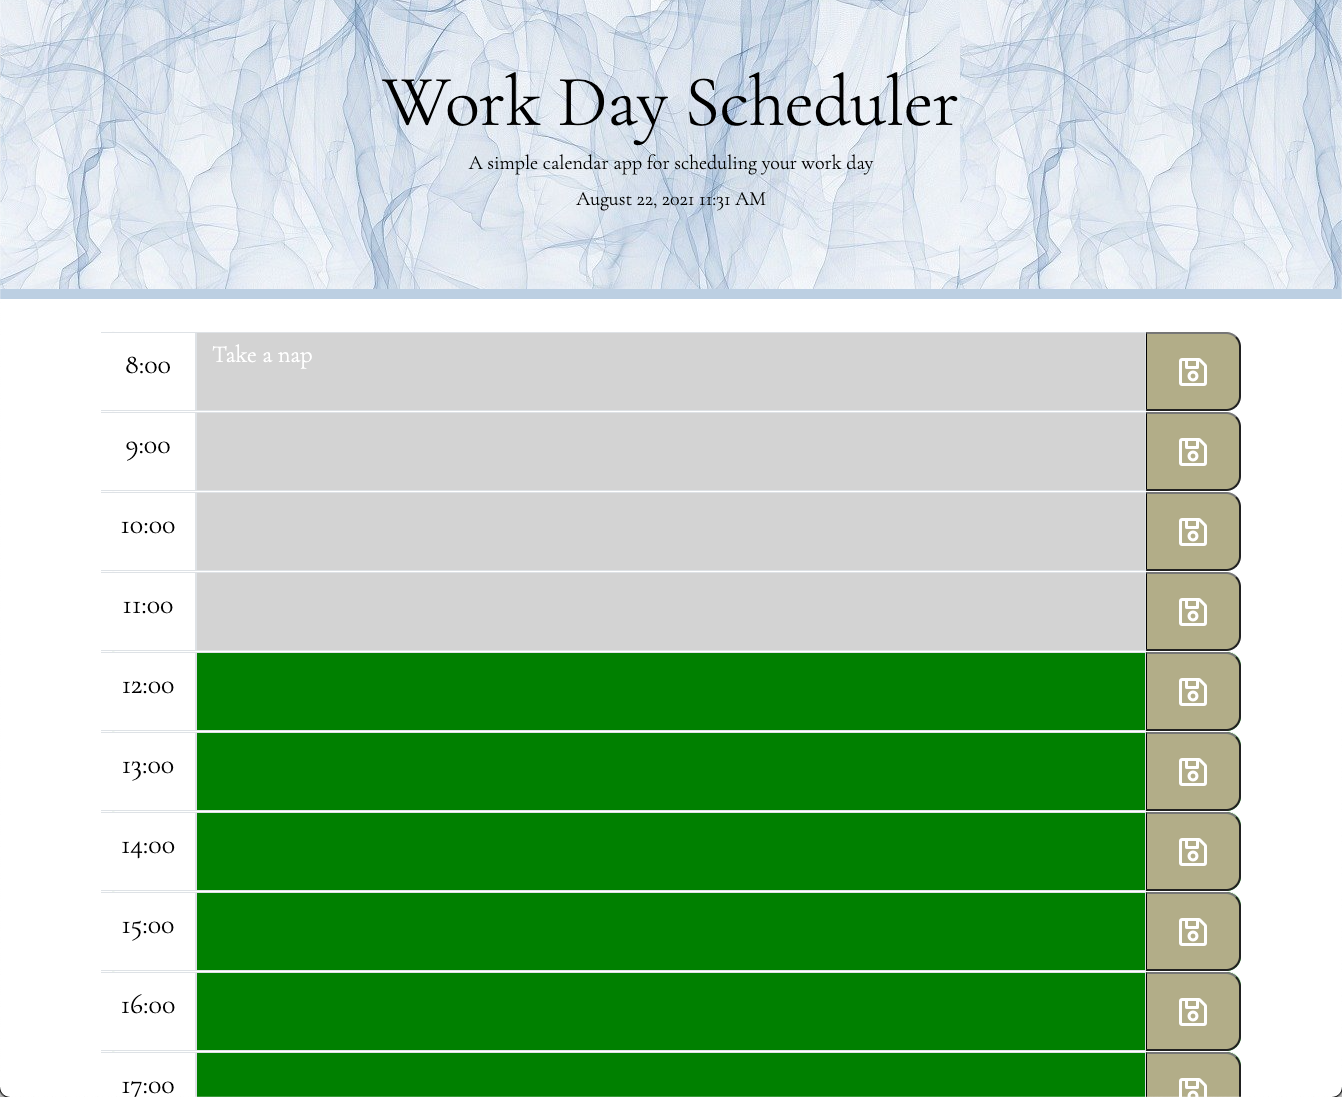 Work Day Scheduler
A simple calendar app for scheduling your work day
August 22, 2021 11:31 AM
8:00 Take a nap
9:00
10:00
11:00
12:00
13:00
14:00
15:00
16:00
17:00